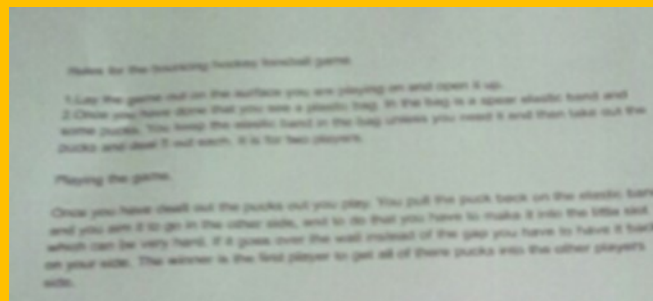 Rules for the bouncing hockey football game.
1.Lay the game out on the surface you are playing on and open it up.
2.Once you have done that you see a plastic bag. In the bag is a spear elastic band and
some pucks. You keep the elastic band in the bag unless you need it and then take out the
pucks and deal 5 out each. It is for two players.
Playing the game.
Once you have dealt out the pucks out you play. You pull the puck back on the elastic band
and you aim it to go in the other side, and to do that you have to make it into the little slot
which can be very hard. If it goes over the wall instead of the gap you have to have it back
on your side. The winner is the first player to get all of there pucks into the other players
side.